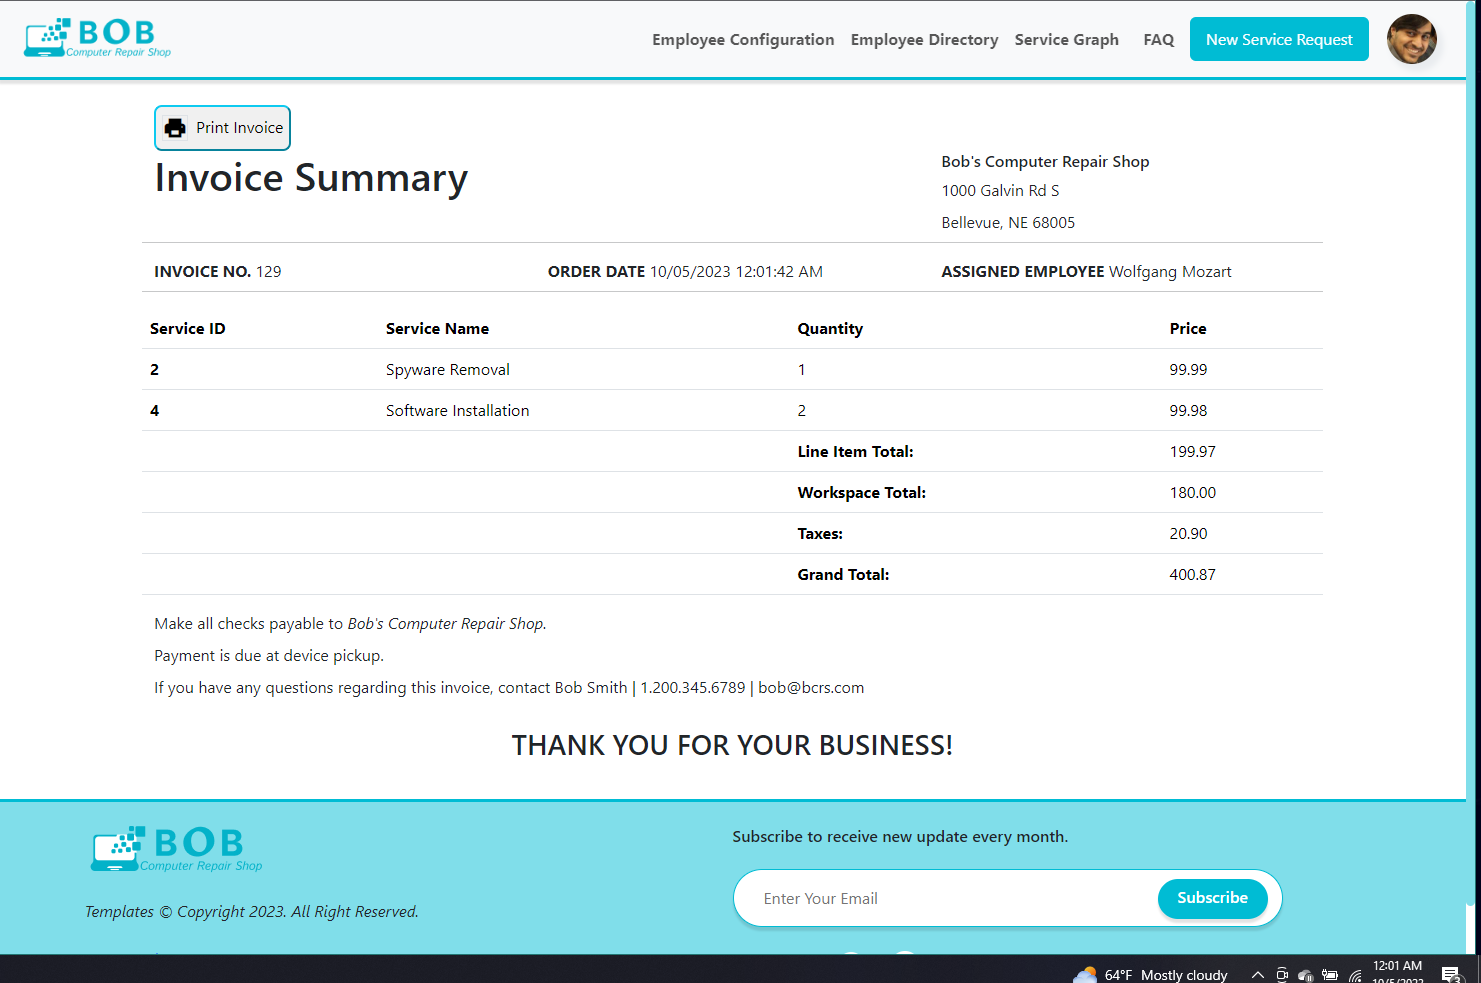 BOB
Computer Repair Shop
Employee Configuration Employee Directory Service Graph FAQ New Service Request
Print Invoice
Invoice Summary
Bob's Computer Repair Shop
1000 Galvin Rd S
Bellevue, NE 68005
INVOICE NO. 129 ORDER DATE 10/05/2023 12:01:42 AM ASSIGNED EMPLOYEE Wolfgang Mozart
Service ID Service Name Quantity Price
2 Spyware Removal 1 99.99
4 Software Installation 2 99.98
Line Item Total: 199.97
Workspace Total: 180.00
Taxes: 20.90
Grand Total: 400.87
Make all checks payable to Bob's Computer Repair Shop.
Payment is due at device pickup.
If you have any questions regarding this invoice, contact Bob Smith | 1.200.345.6789 | bob@bcrs.com
THANK YOU FOR YOUR BUSINESS!
BOB
Computer Repair Shop
Templates © Copyright 2023. All Right Reserved.
Subscribe to receive new update every month.
Enter Your Email Subscribe
64°F Mostly cloudy
12:01 AM
10/5/2023
3